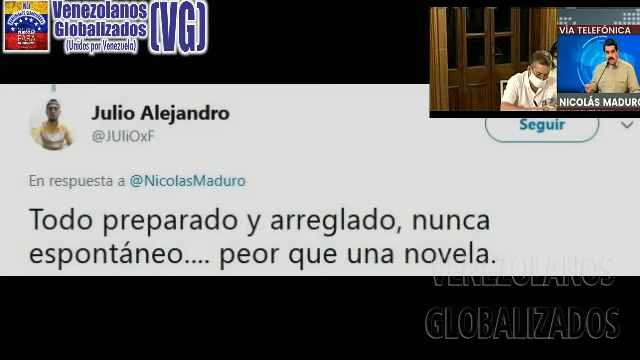 Venezolanos
Globalizados
(Unidos por Venezuela)
(VG)
VÍA TELEFÓNICA
NICOLÁS MADURO
Julio Alejandro
@JUliOxF
Seguir
En respuesta a @NicolasMaduro
Todo preparado y arreglado, nunca
espontáneo.... peor que una novela.
VENEZOLANOS
GLOBALIZADOS